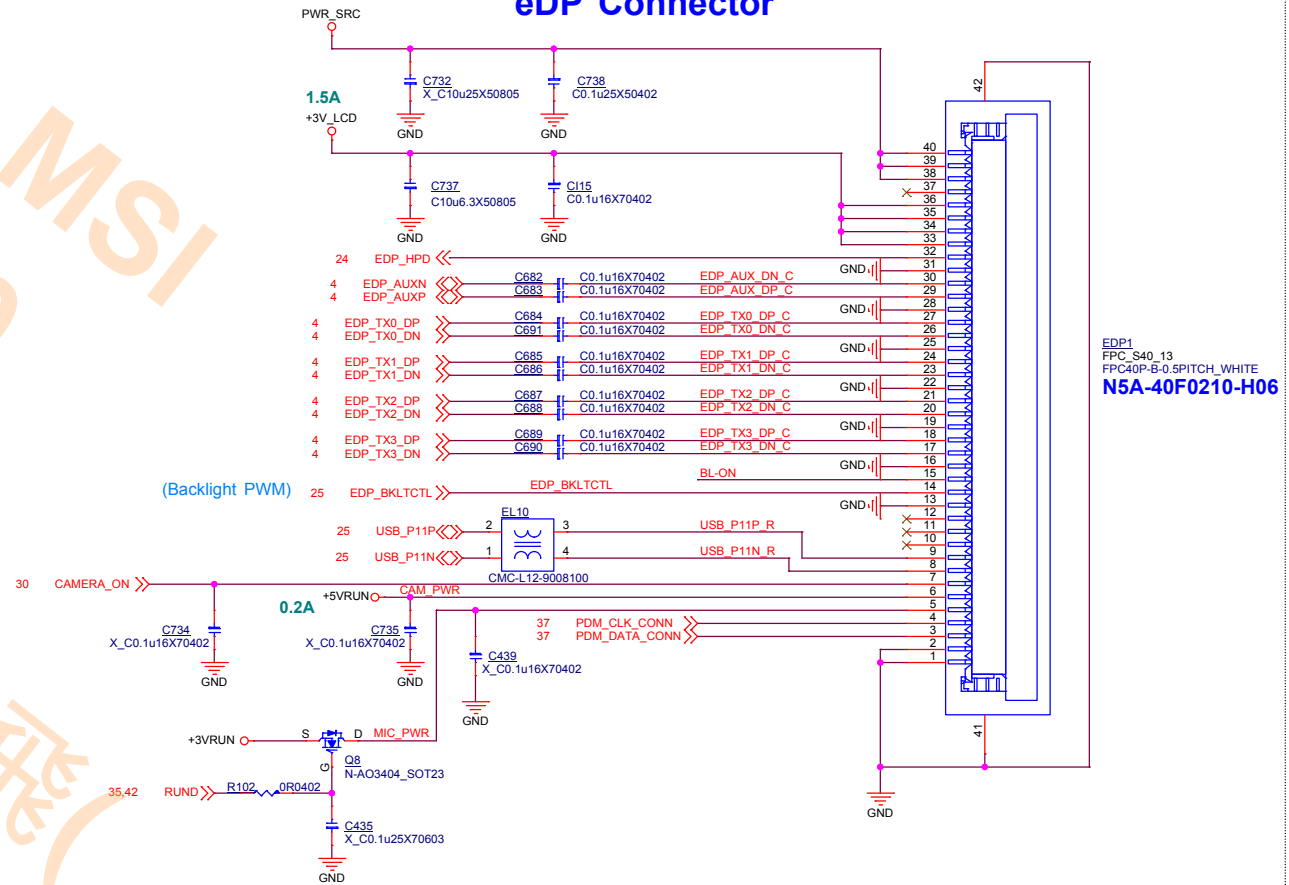 eDP Connector
PWR_SRC
C732
X_C10u25X50805
C738
C0.1u25X50402
GND
GND
1.5A
+3V_LCD
C737
C10u6.3X50805
CI15
C0.1u16X70402
GND
GND
MSI
42
40
39
38
37
36
35
34
33
32
31
30
29
28
27
26
25
24
23
22
21
20
19
18
17
16
15
14
13
12
11
10
9
8
7
6
5
4
3
2
1
41
24 EDP_HPD
GND
4 EDP_AUXN C682 C0.1u16X70402 EDP_AUX_DN_C
4 EDP_AUXP C683 C0.1u16X70402 EDP_AUX_DP_C
GND
4 EDP_TX0_DP C684 C0.1u16X70402 EDP_TX0_DP_C
4 EDP_TX0_DN C691 C0.1u16X70402 EDP_TX0_DN_C
GND
4 EDP_TX1_DP C685 C0.1u16X70402 EDP_TX1_DP_C
4 EDP_TX1_DN C686 C0.1u16X70402 EDP_TX1_DN_C
GND
4 EDP_TX2_DP C687 C0.1u16X70402 EDP_TX2_DP_C
4 EDP_TX2_DN C688 C0.1u16X70402 EDP_TX2_DN_C
GND
4 EDP_TX3_DP C689 C0.1u16X70402 EDP_TX3_DP_C
4 EDP_TX3_DN C690 C0.1u16X70402 EDP_TX3_DN_C
GND
BL-ON
(Backlight PWM) 25 EDP_BKLTCTL EDP_BKLTCTL
GND
EDP1
FPC_S40_13
FPC40P-B-0.5PITCH_WHITE
N5A-40F0210-H06
EL10
25 USB_P11P 2 3 USB_P11P_R
25 USB_P11N 1 4 USB_P11N_R
CMC-L12-9008100
30 CAMERA_ON
0.2A +5VRUN CAM_PWR
C734
X_C0.1u16X70402
GND
C735
X_C0.1u16X70402
GND
37 PDM_CLK_CONN
37 PDM_DATA_CONN
C439
X_C0.1u16X70402
GND
+3VRUN S D MIC_PWR
G
Q8
N-AO3404_SOT23
35,42 RUND R102 0R0402
C435
X_C0.1u25X70603
GND
GND
飛(